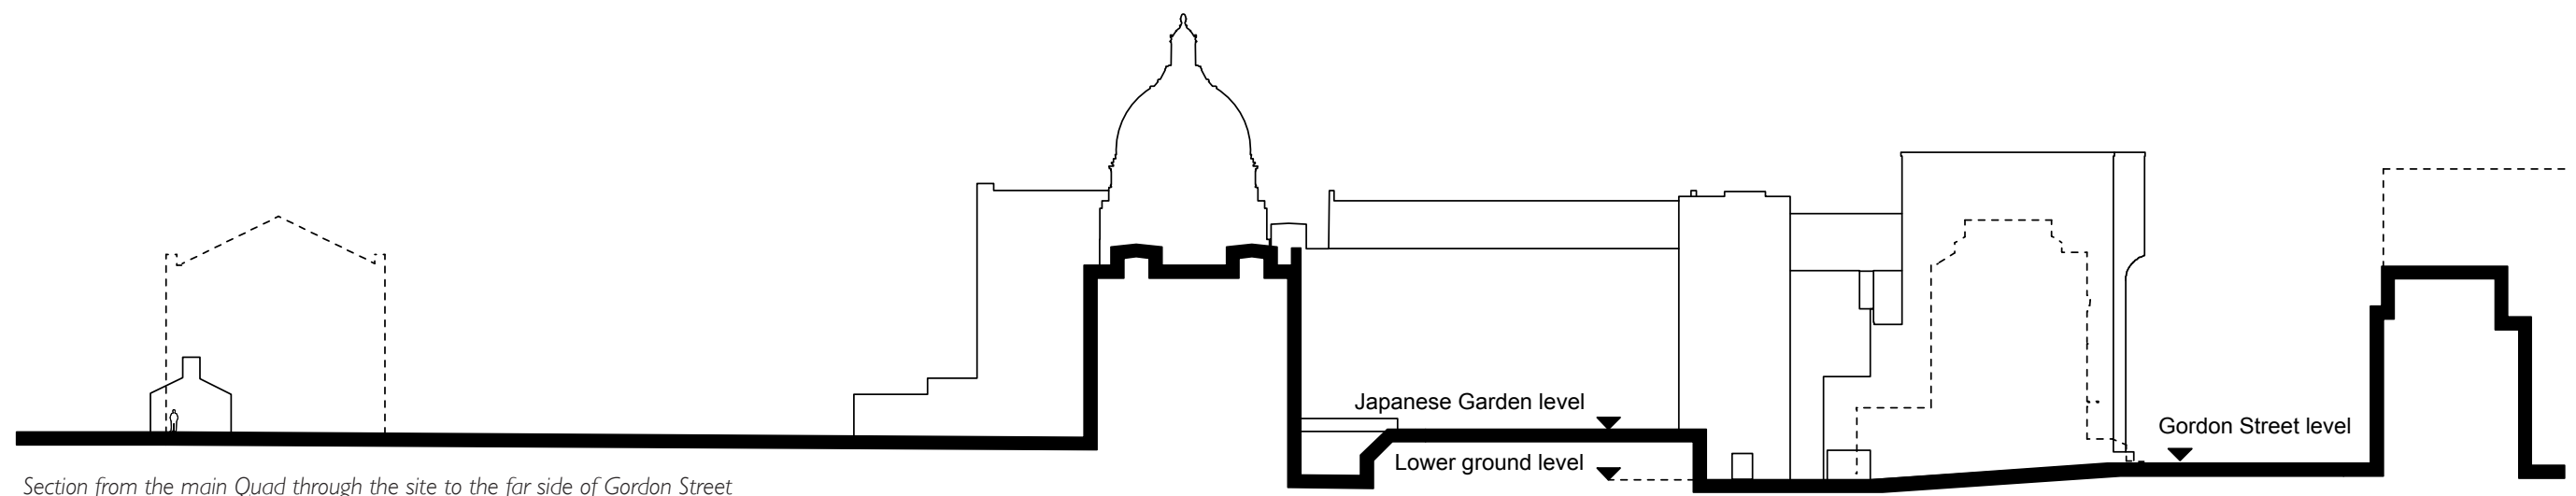 Japanese Garden level
Gordon Street level
Lower ground level
Section from the main Quad through the site to the far side of Gordon Street